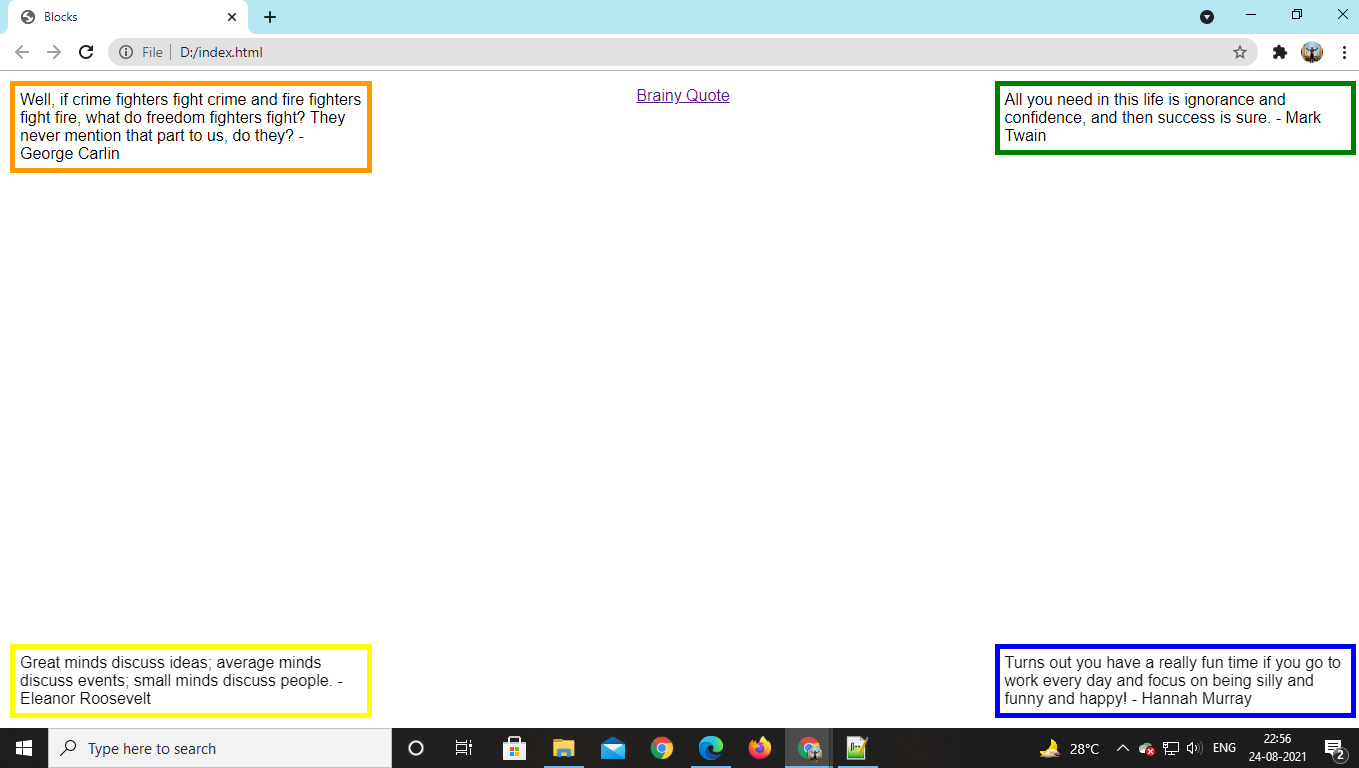 Blocks
File
D:/index.html
Well, if crime fighters fight crime and fire fighters
fight fire, what do freedom fighters fight? They
never mention that part to us, do they? -
George Carlin
Brainy Quote
All you need in this life is ignorance and
confidence, and then success is sure. - Mark
Twain
Great minds discuss ideas; average minds
discuss events; small minds discuss people. -
Eleanor Roosevelt
Turns out you have a really fun time if you go to
work every day and focus on being silly and
funny and happy! - Hannah Murray
Type here to search
28°C
ENG
22:56
24-08-2021
2